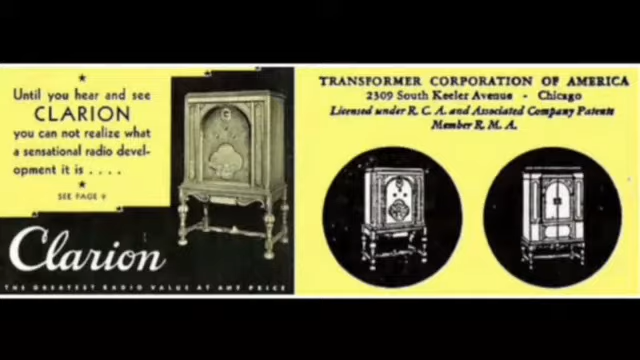 Until you hear and see
CLARION
you can not realize what
a sensational radio devel-
opment it is ....
SEE PAGE 9
Clarion
THE GREATEST RADIO VALUE AT ANY PRICE
TRANSFORMER CORPORATION OF AMERICA
2309 South Keeler Avenue - Chicago
Licensed under R. C. A. and Associated Company Patents
Member R. M. A.